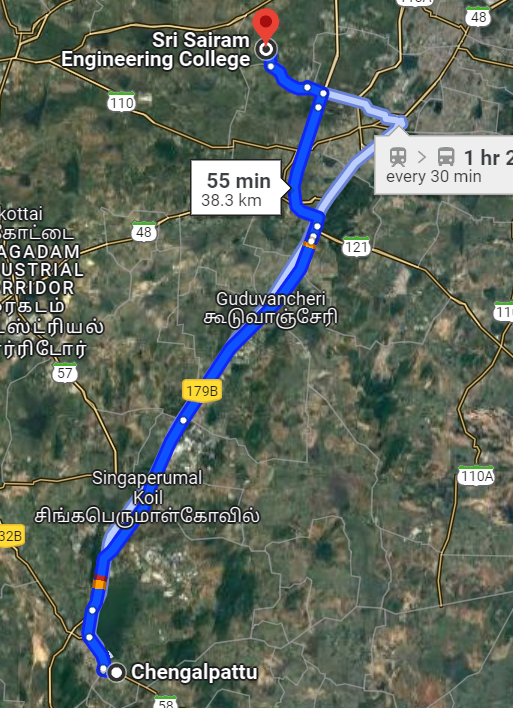 110A
48
Sri Sairam
Engineering College
110
1 hr 2
every 30 min
55 min
38.3 km
kottai
கோட்டை
AGADAM
USTRIAL
RRIDOR
48
121
Guduvancheri
கூடுவாஞ்சேரி
57
179B
110A
Singaperumal
Koil
சிங்கபெருமாள்கோவில்
32B
Chengalpattu
58